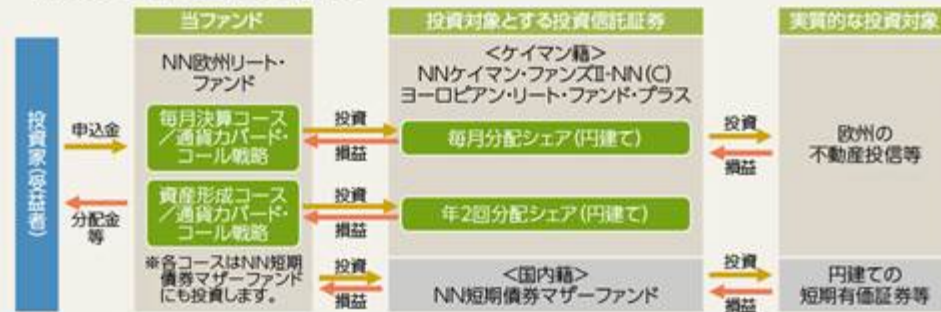 当ファンド
投資対象とする投資信託証券
実質的な投資対象
投資家(受益者)
申込金
分配金
等
NN欧州リート・
ファンド
毎月決算コース
/通貨カバード・
コール戦略
資産形成コース
/通貨カバード・
コール戦略
※各コースはNN短期
債券マザーファンド
にも投資します。
投資
損益
投資
損益
投資
損益
<ケイマン籍>
NNケイマン・ファンズⅡ-NN(C)
ヨーロピアン・リート・ファンド・プラス
毎月分配シェア(円建て)
年2回分配シェア(円建て)
<国内籍>
NN短期債券マザーファンド
投資
損益
投資
損益
欧州の
不動産投信等
円建ての
短期有価証券等